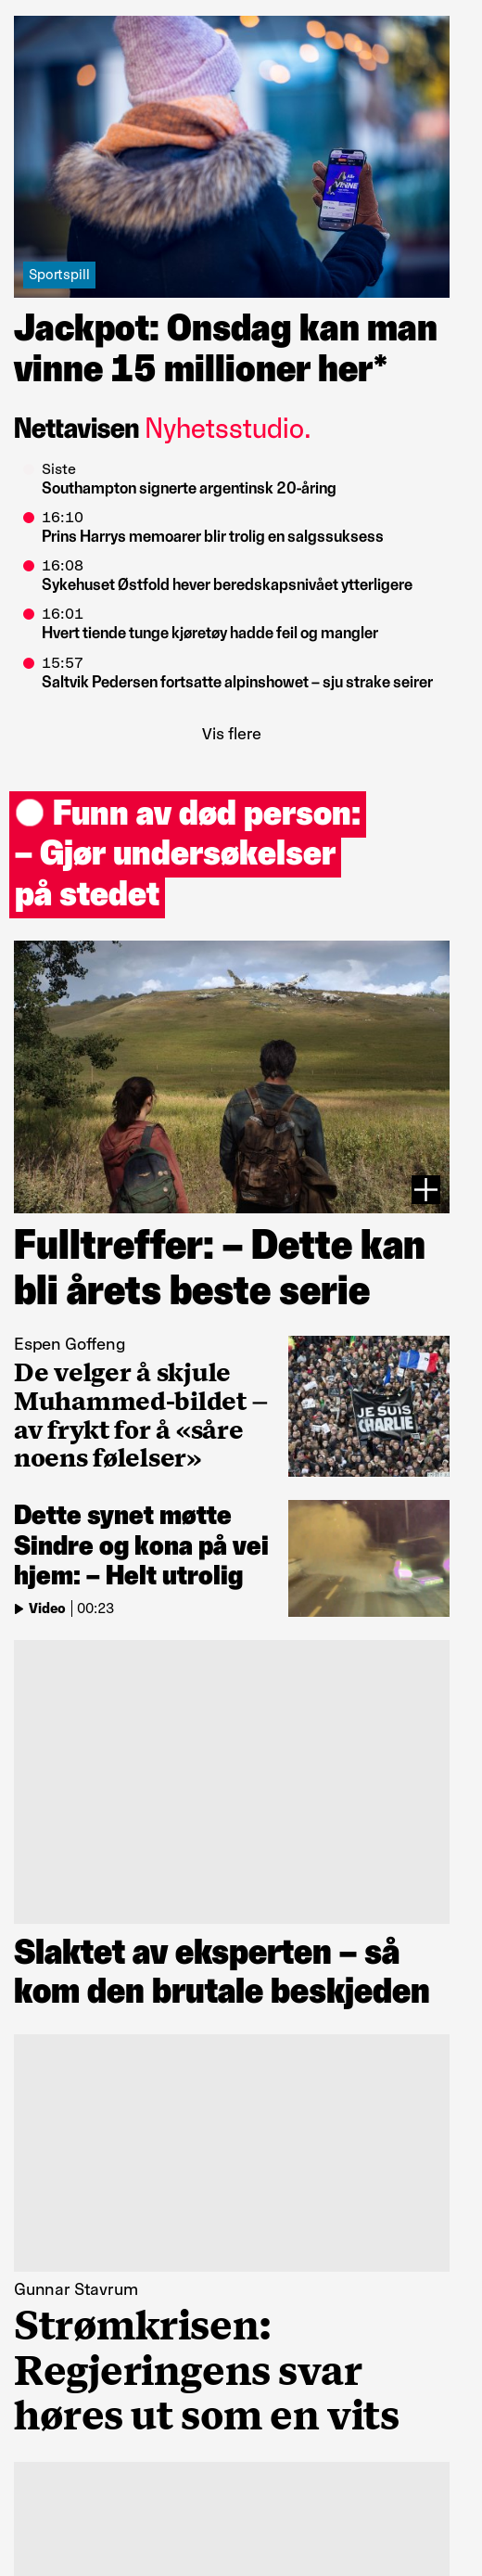 VINNE
Sportspill
Jackpot: Onsdag kan man
vinne 15 millioner her*
Nettavisen Nyhetsstudio.
Siste
Southampton signerte argentinsk 20-åring
16:10
Prins Harrys memoarer blir trolig en salgssuksess
16:08
Sykehuset Østfold hever beredskapsnivået ytterligere
16:01
Hvert tiende tunge kjøretøy hadde feil og mangler
15:57
Saltvik Pedersen fortsatte alpinshowet – sju strake seirer
Vis flere
Funn av død person:
– Gjør undersøkelser
på stedet
Fulltreffer: – Dette kan
bli årets beste serie
Espen Goffeng
De velger å skjule
Muhammed-bildet –
av frykt for å «såre
noens følelser»
JE SUIS
CHARLIE
Dette synet møtte
Sindre og kona på vei
hjem: – Helt utrolig
Video | 00:23
Slaktet av eksperten – så
kom den brutale beskjeden
Gunnar Stavrum
Strømkrisen:
Regjeringens svar
høres ut som en vits